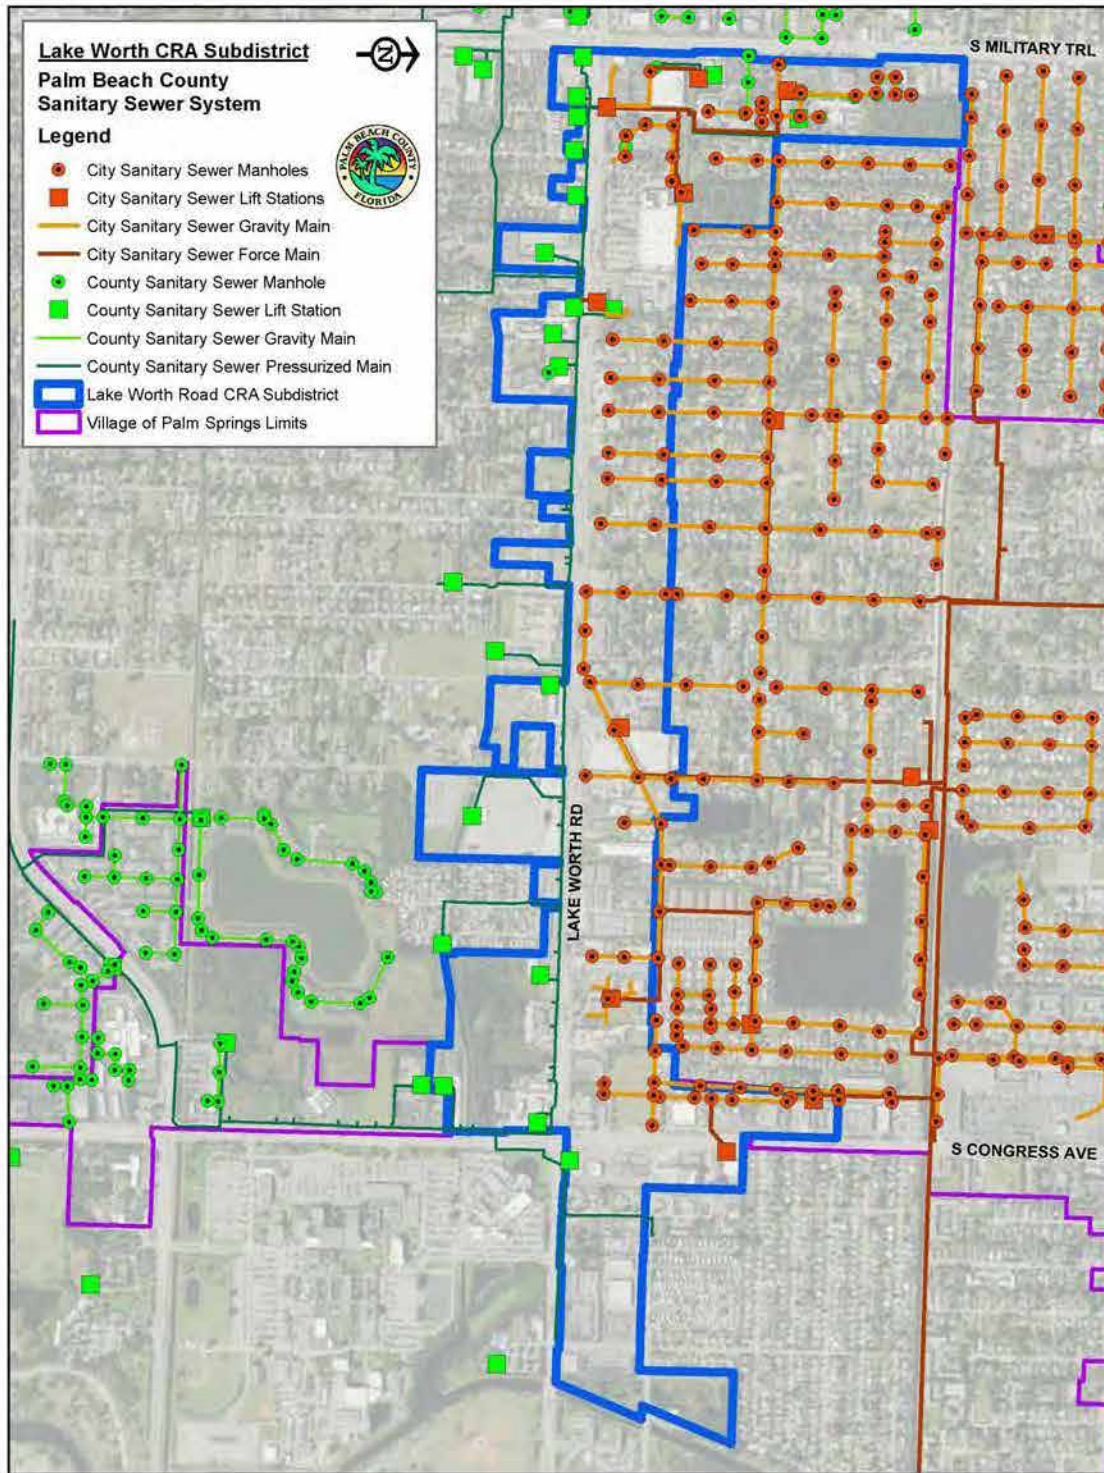 Lake Worth CRA Subdistrict
N
Palm Beach County
Sanitary Sewer System
Legend
PALM BEACH COUNTY
FLORIDA
City Sanitary Sewer Manholes
City Sanitary Sewer Lift Stations
City Sanitary Sewer Gravity Main
City Sanitary Sewer Force Main
County Sanitary Sewer Manhole
County Sanitary Sewer Lift Station
County Sanitary Sewer Gravity Main
County Sanitary Sewer Pressurized Main
Lake Worth Road CRA Subdistrict
Village of Palm Springs Limits
S MILITARY TRL
LAKE WORTH RD
S CONGRESS AVE